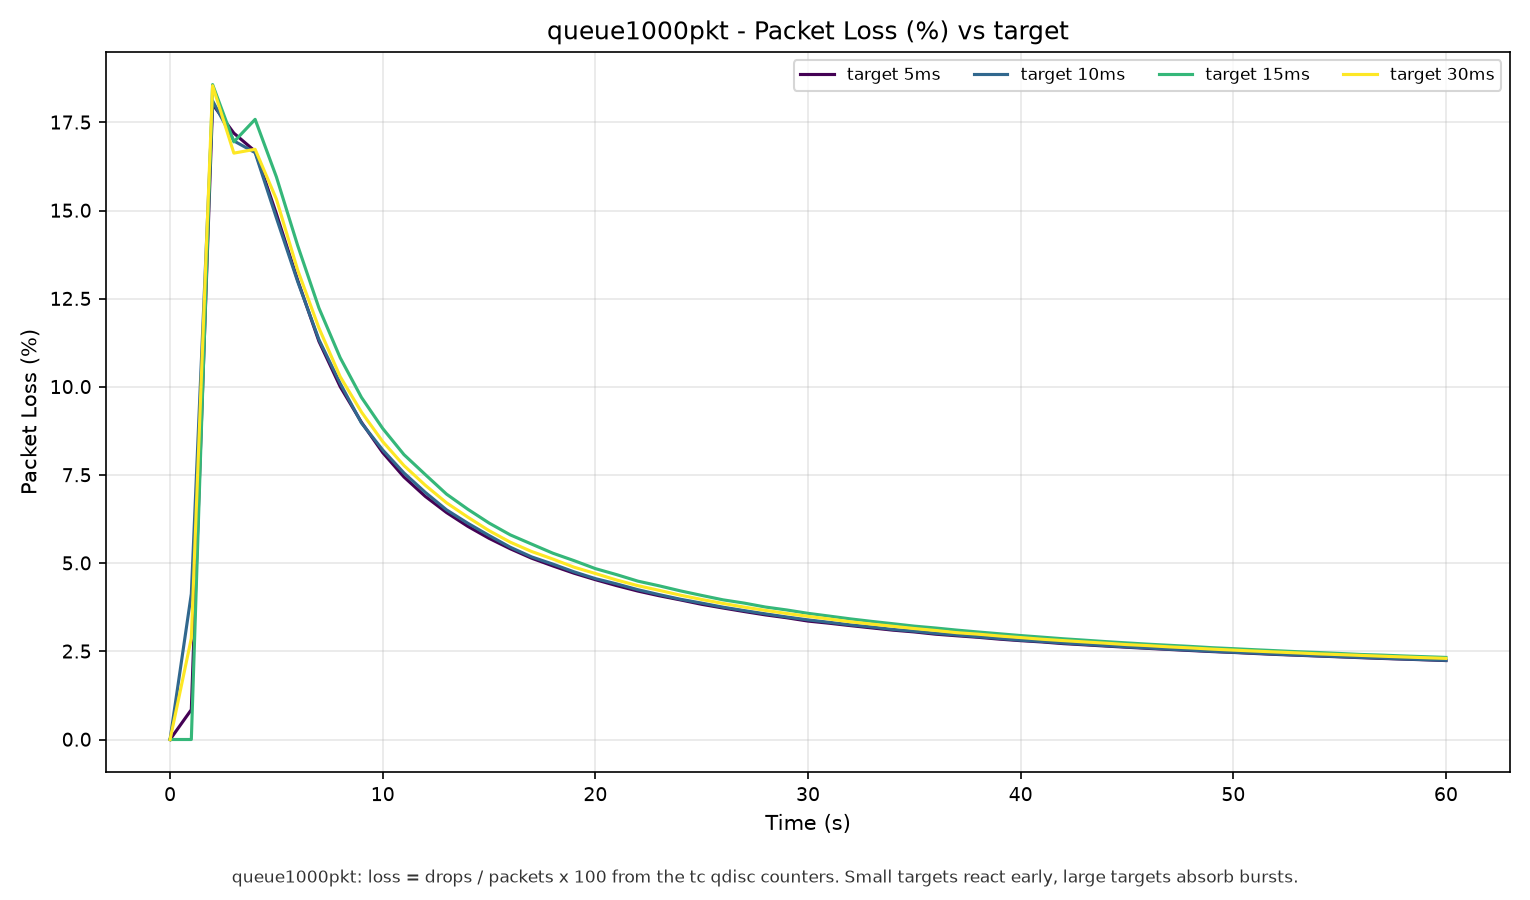 queue1000pkt - Packet Loss (%) vs target
target 5ms target 10ms target 15ms target 30ms
17.5
15.0
12.5
10.0
7.5
5.0
2.5
0.0
Packet Loss (%)
0 10 20 30 40 50 60
Time (s)
queue1000pkt: loss = drops / packets x 100 from the tc qdisc counters. Small targets react early, large targets absorb bursts.